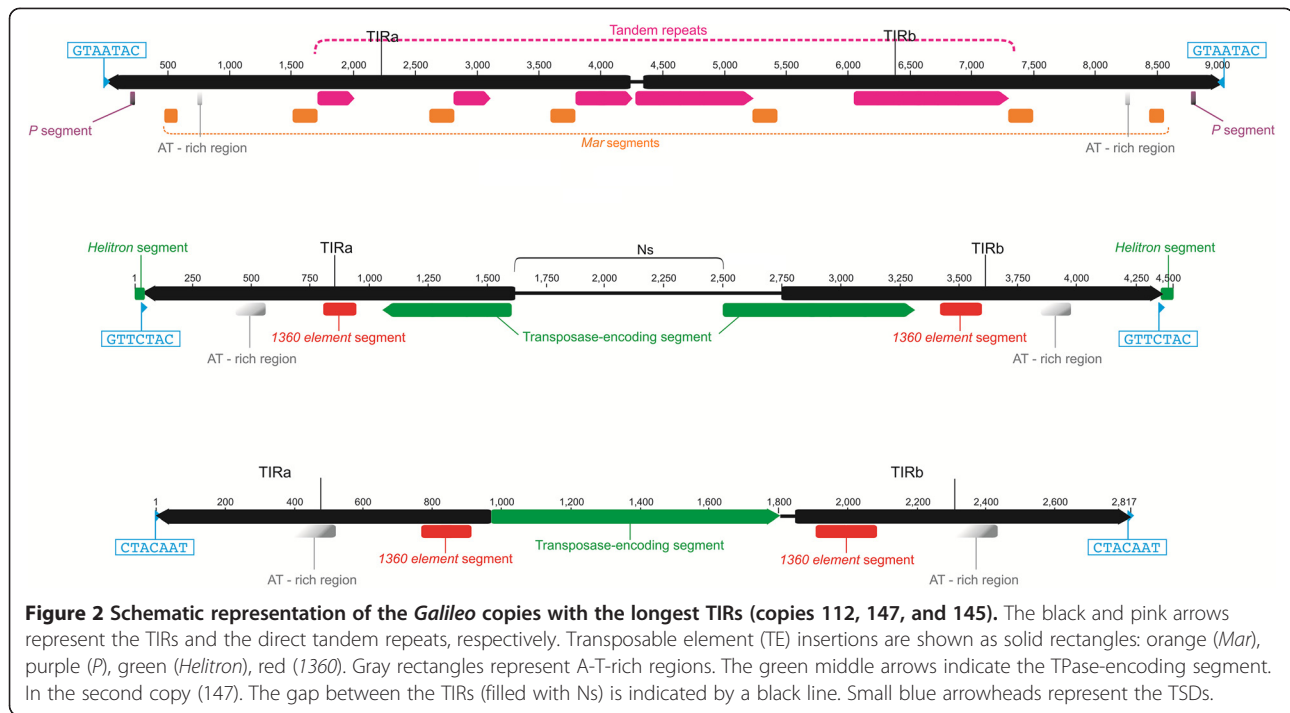 Tandem repeats
GTAATAC
TIRa
TIRb
GTAATAC
500
1,000
1,500
2,000
2,500
3,000
3,500
4,000
4,500
5,000
5,500
6,000
6,500
7,000
7,500
8,000
8,500
9,000
P segment
AT - rich region
Mar segments
AT - rich region
P segment
Helitron segment
TIRa
Ns
TIRb
Helitron segment
1
250
500
750
1,000
1,250
1,500
1,750
2,000
2,250
2,500
2,750
3,000
3,250
3,500
3,750
4,000
4,250
4,500
GTTCTAC
AT - rich region
1360 element
segment
Transposase-encoding segment
1360 element
segment
AT - rich region
GTTCTAC
TIRa
TIRb
1
200
400
600
800
1,000
1,200
1,400
1,600
1,800
2,000
2,200
2,400
2,600
2,817
CTACAAT
AT - rich region
1360 element
segment
Transposase-encoding segment
1360 element
segment
AT - rich region
CTACAAT
Figure 2 Schematic representation of the Galileo copies with the longest TIRs (copies 112, 147, and 145). The black and pink arrows
represent the TIRs and the direct tandem repeats, respectively. Transposable element (TE) insertions are shown as solid rectangles: orange (Mar),
purple (P), green (Helitron), red (1360). Gray rectangles represent A-T-rich regions. The green middle arrows indicate the TPase-encoding segment.
In the second copy (147). The gap between the TIRs (filled with Ns) is indicated by a black line. Small blue arrowheads represent the TSDs.